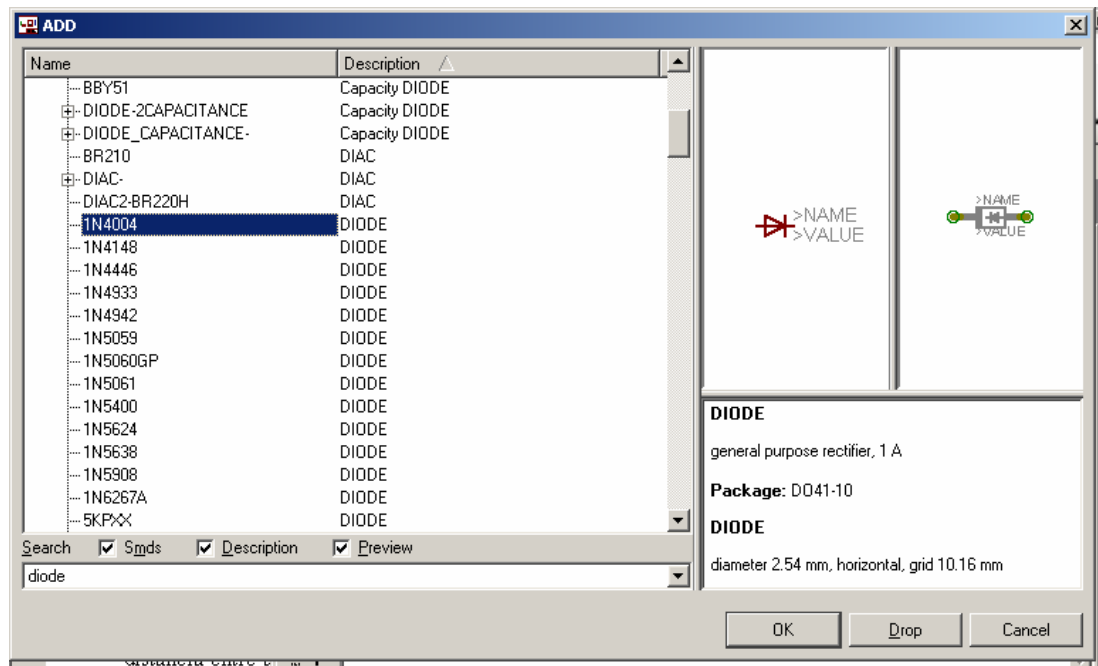 ADD
Name Description
BBY51 Capacity DIODE
DIODE-2CAPACITANCE Capacity DIODE
DIODE_CAPACITANCE- Capacity DIODE
BR210 DIAC
DIAC- DIAC
DIAC2-BR220H DIAC
1N4004 DIODE
1N4148 DIODE
1N4446 DIODE
1N4933 DIODE
1N4942 DIODE
1N5059 DIODE
1N5060GP DIODE
1N5061 DIODE
1N5400 DIODE
1N5624 DIODE
1N5638 DIODE
1N5908 DIODE
1N6267A DIODE
5KPXX DIODE
Search Smds Description Preview
diode
>NAME
>VALUE
>NAME
>VALUE
DIODE
general purpose rectifier, 1 A
Package: DO41-10
DIODE
diameter 2.54 mm, horizontal, grid 10.16 mm
OK Drop Cancel